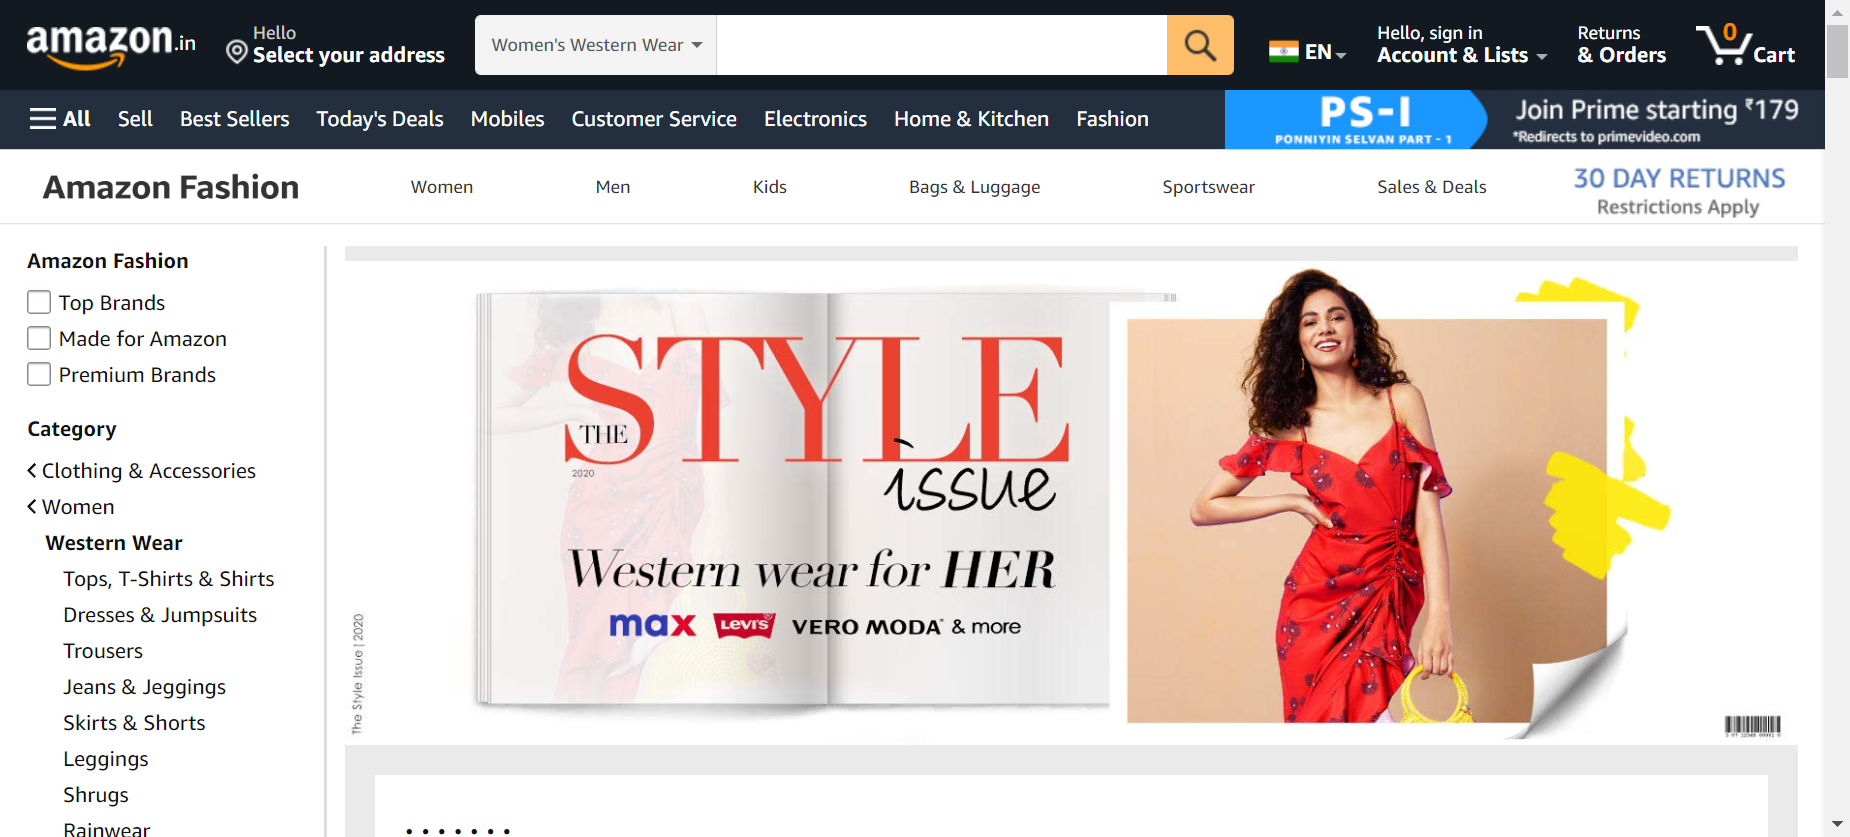 amazon.in
Hello
Select your address
Women's Western Wear
EN
Hello, sign in
Account & Lists
Returns
& Orders
0
Cart
All
Sell
Best Sellers
Today's Deals
Mobiles
Customer Service
Electronics
Home & Kitchen
Fashion
PS-I
PONNIYIN SELVAN PART - 1
Join Prime starting ₹179
*Redirects to primevideo.com
Amazon Fashion
Women
Men
Kids
Bags & Luggage
Sportswear
Sales & Deals
30 DAY RETURNS
Restrictions Apply
Amazon Fashion
Top Brands
Made for Amazon
Premium Brands
Category
Clothing & Accessories
Women
Western Wear
Tops, T-Shirts & Shirts
Dresses & Jumpsuits
Trousers
Jeans & Jeggings
Skirts & Shorts
Leggings
Shrugs
Rainwear
THE STYLE
2020
issue
Western wear for HER
max LEVI'S® VERO MODA® & more
The Style Issue | 2020